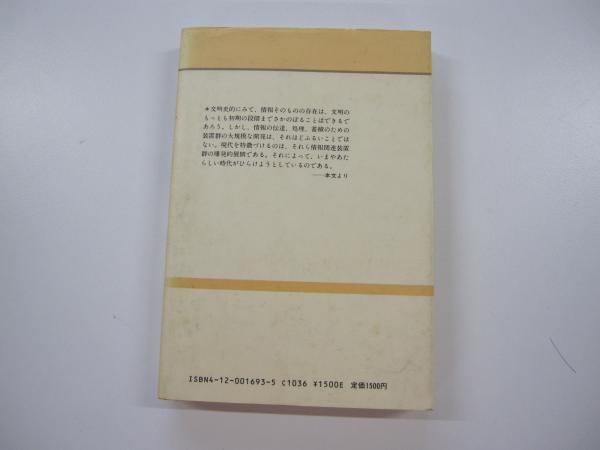 ★文明史的にみて、情報そのものの存在は、文明の
もっとも初期の段階までさかのぼることはできるで
あろう。しかし、情報の伝達、処理、蓄積のための
装置群の大規模な開発は、それほどふるいことでは
ない。現代を特徴づけるのは、それら情報関連装置
群の爆発的展開である。それによって、いまやあた
らしい時代がひらけようとしているのである。
——本文より
ISBN4-12-001693-5 C1036 ¥1500E 定価1500円